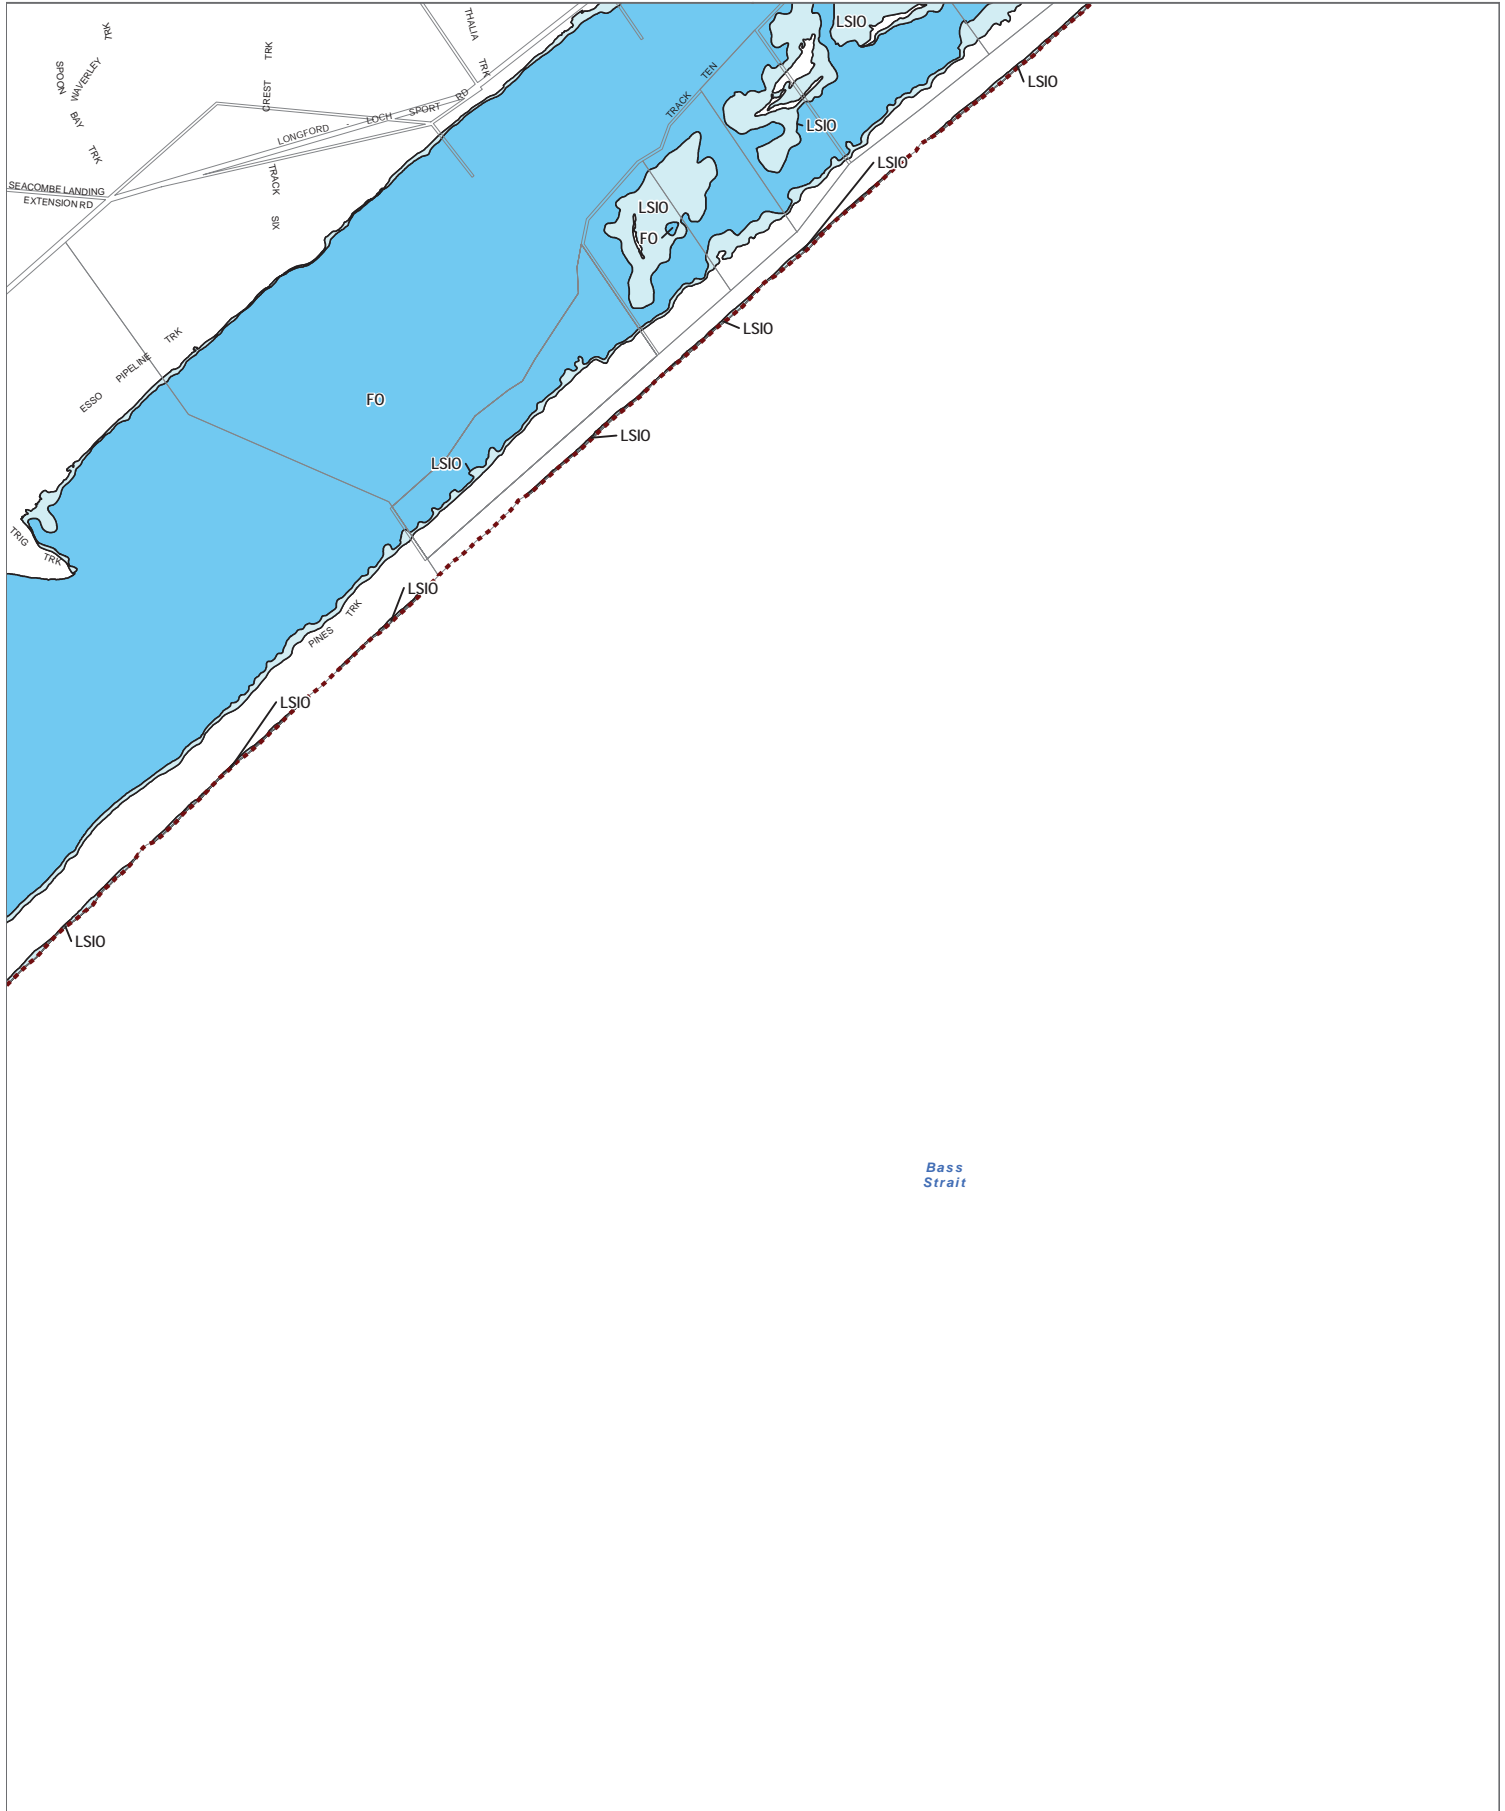 THALIA TRK
LSIO
SPOON BAY TRK
WAVERLEY TRK
CREST TRK
TRACK TEN
LSIO
LONGFORD - LOCH SPORT RD
LSIO
LSIO
SEACOMBE LANDING
EXTENSION RD
TRACK SIX
LSIO
FO
LSIO
ESSO PIPELINE TRK
FO
LSIO
LSIO
TRIG TRK
LSIO
PINES TRK
LSIO
LSIO
Bass
Strait